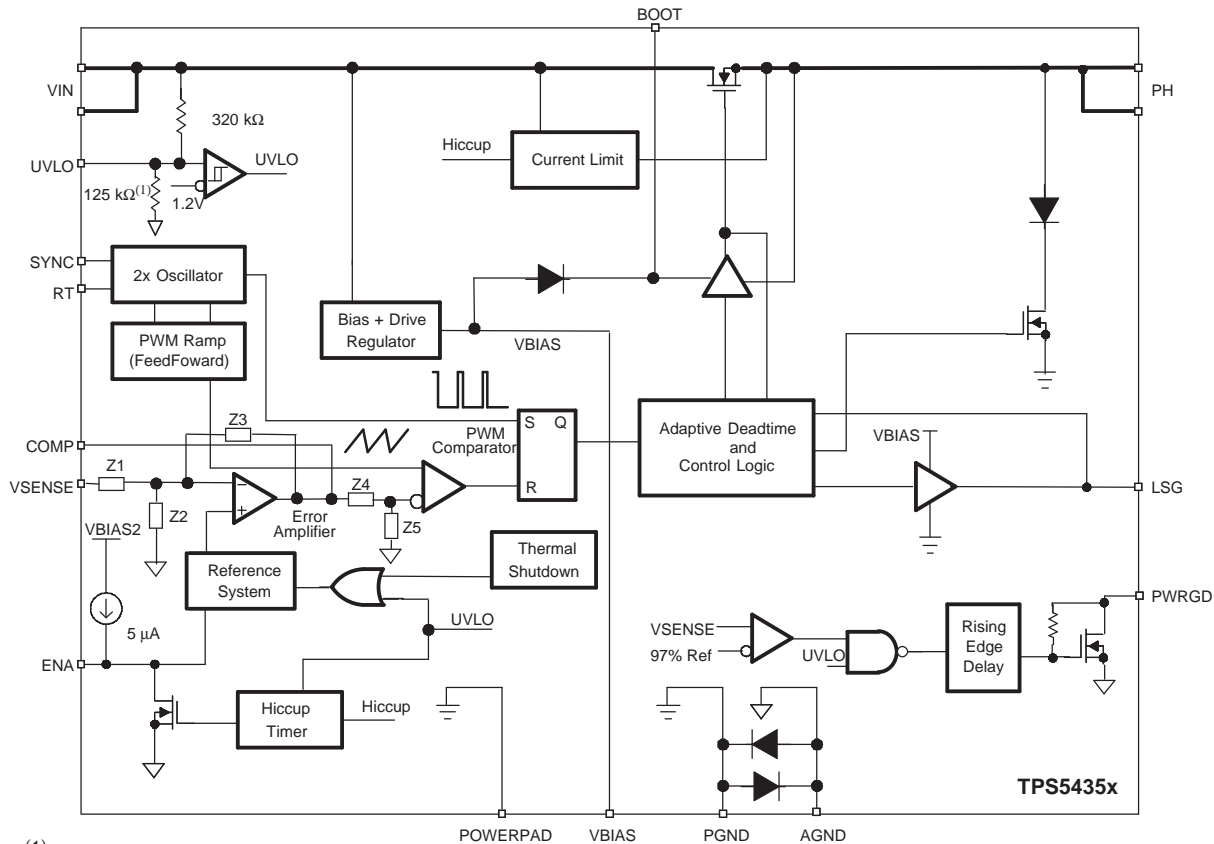 BOOT
VIN
PH
320 kΩ
Hiccup
Current Limit
UVLO
UVLO
125 kΩ(1)
1.2V
SYNC
2x Oscillator
RT
Bias + Drive
Regulator
PWM Ramp
(FeedFoward)
VBIAS
Z3
PWM
Comparator
S
Q
R
Adaptive Deadtime
and
Control Logic
VBIAS
COMP
Z1
VSENSE
Z4
LSG
Z2
Error
Amplifier
Z5
VBIAS2
−
+
Thermal
Shutdown
Reference
System
PWRGD
5 μA
UVLO
VSENSE
97% Ref
UVLO
Rising
Edge
Delay
ENA
Hiccup
Timer
Hiccup
TPS5435x
POWERPAD
VBIAS
PGND
AGND
(1)